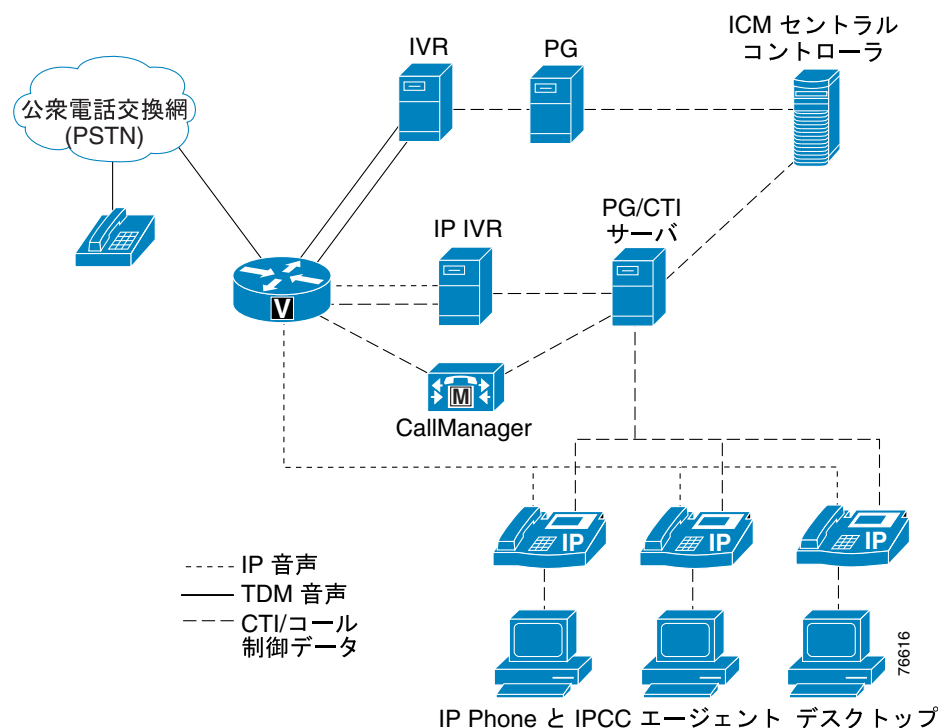 IVR
PG
ICM セントラル
コントローラ
公衆電話交換網
(PSTN)
IP IVR
PG/CTI
サーバ
V
M
CallManager
IP
IP
IP
IP 音声
TDM 音声
CTI/コール
制御データ
76616
IP Phone と IPCC エージェント デスクトップ